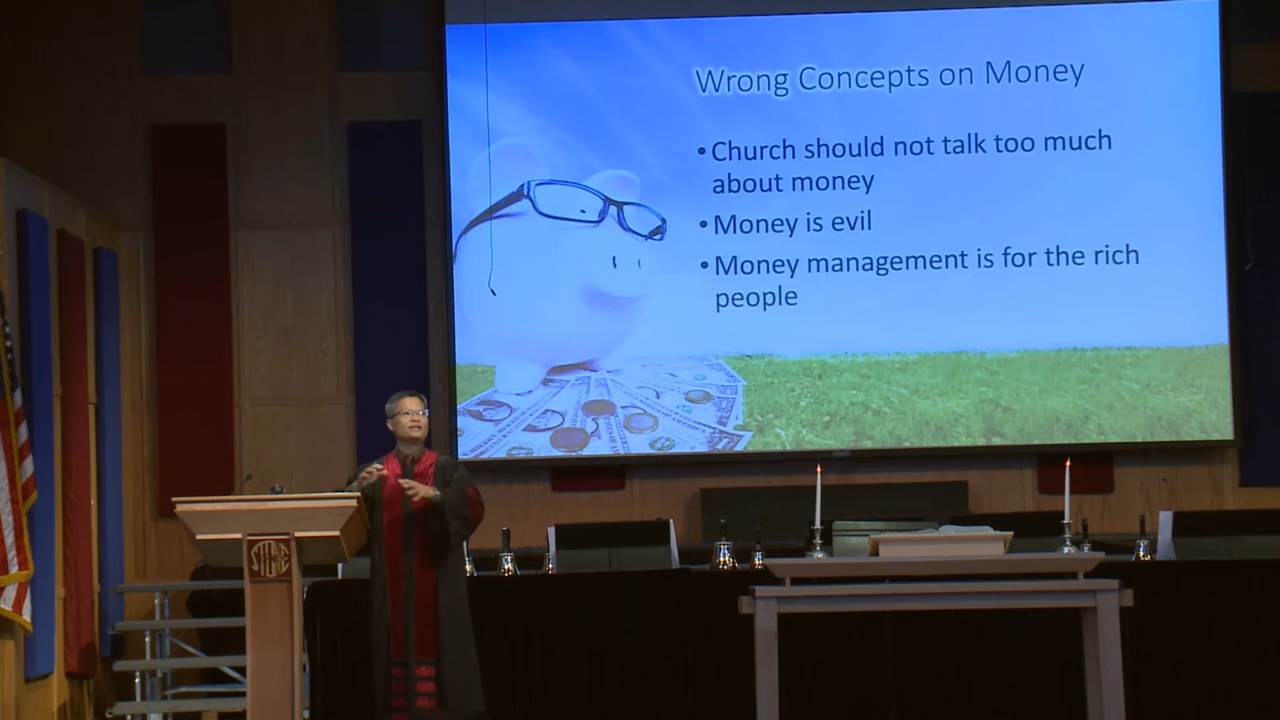 Wrong Concepts on Money
• Church should not talk too much
about money
• Money is evil
• Money management is for the rich
people
STONE